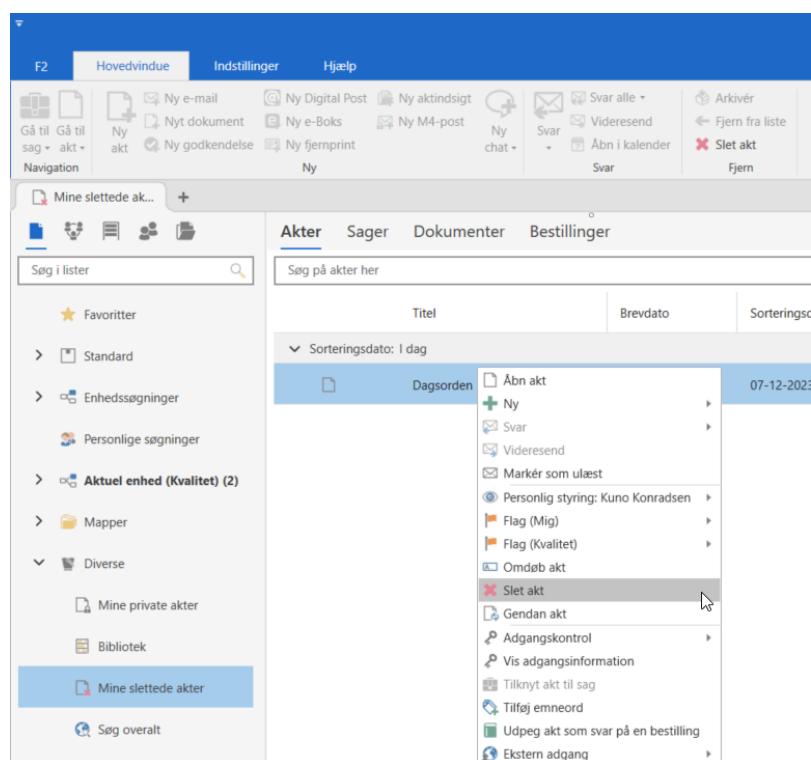 F2 Hovedvindue Indstillinger Hjælp
Gå til sag
Gå til akt
Navigation
Ny akt
Ny e-mail
Nyt dokument
Ny godkendelse
Ny Digital Post
Ny e-Boks
Ny fjernprint
Ny aktindsigt
Ny M4-post
Ny chat
Ny
Svar
Svar alle
Videresend
Åbn i kalender
Svar
Arkivér
Fjern fra liste
Slet akt
Fjern
Mine slettede ak... +
Søg i lister
Favoritter
Standard
Enhedssøgninger
Personlige søgninger
Aktuel enhed (Kvalitet) (2)
Mapper
Diverse
Mine private akter
Bibliotek
Mine slettede akter
Søg overalt
Akter Sager Dokumenter Bestillinger
Søg på akter her
Titel Brevdato Sorteringsd
Sorteringsdato: I dag
Dagsorden 07-12-2023
Åbn akt
Ny
Svar
Videresend
Markér som ulæst
Personlig styring: Kuno Konradsen
Flag (Mig)
Flag (Kvalitet)
Omdøb akt
Slet akt
Gendan akt
Adgangskontrol
Vis adgangsinformation
Tilknyt akt til sag
Tilføj emneord
Udpeg akt som svar på en bestilling
Ekstern adgang